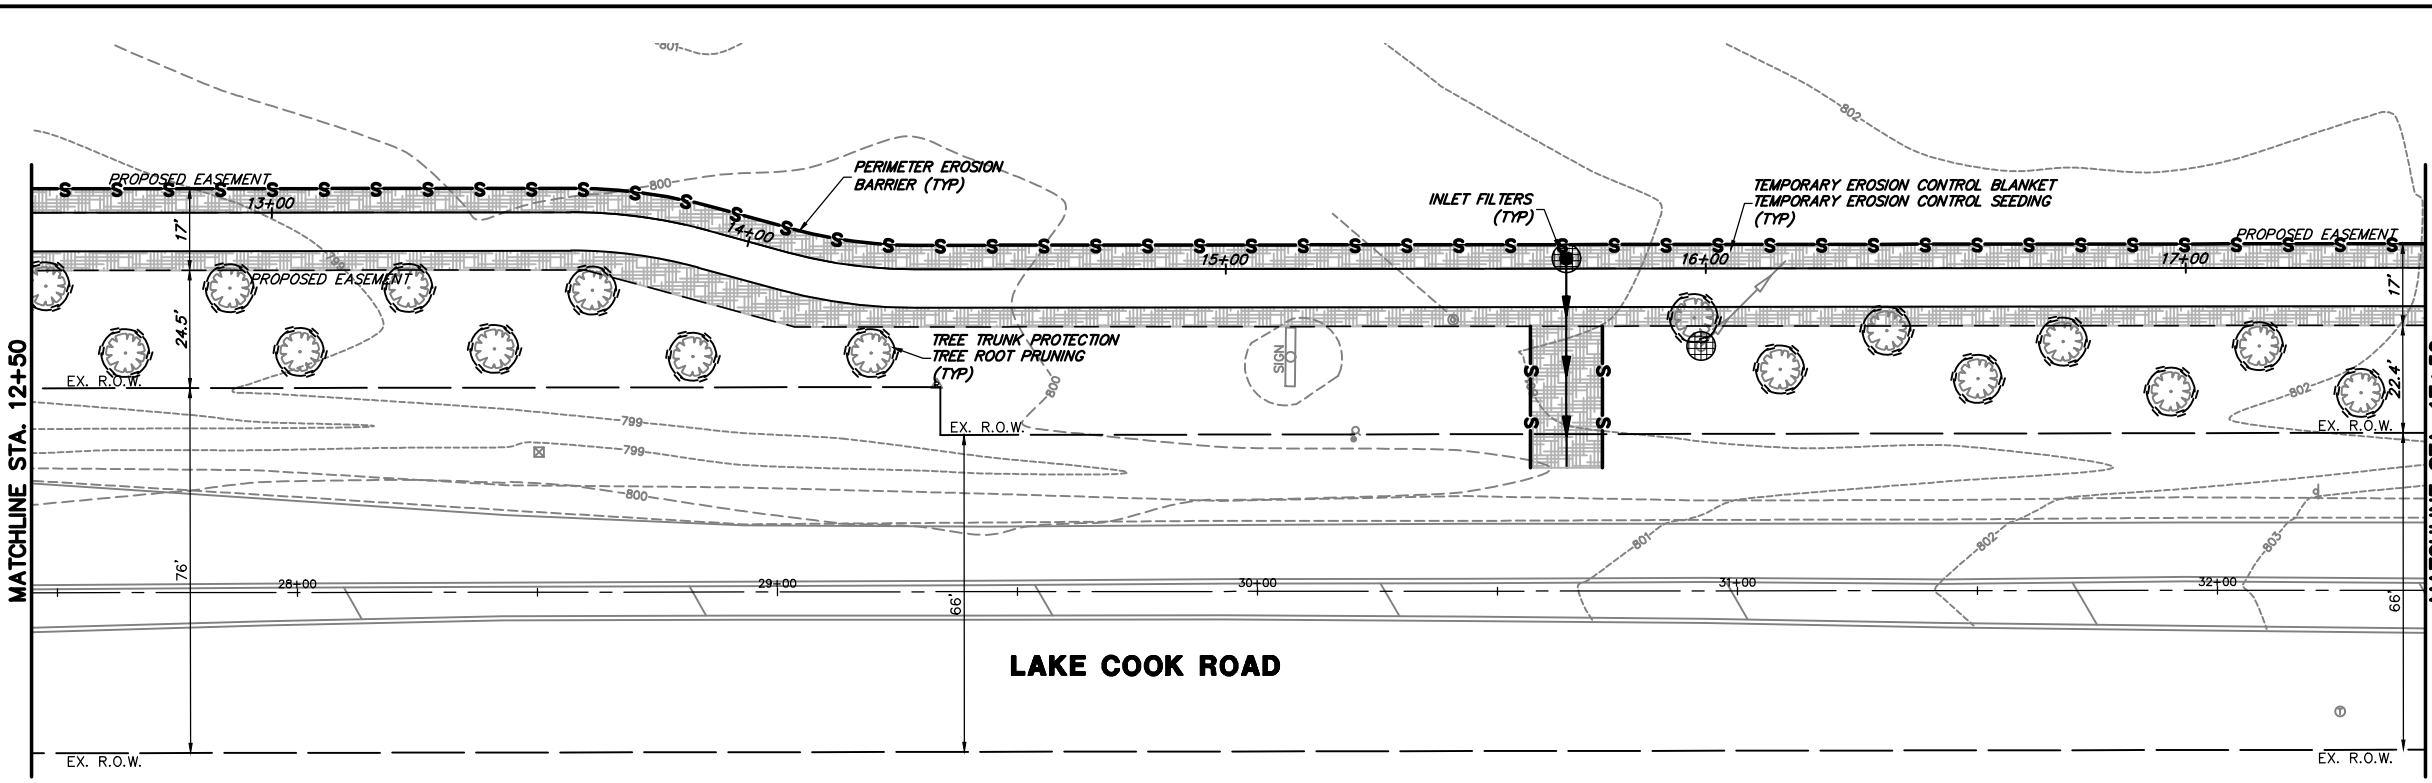 801
802
PERIMETER EROSION
BARRIER (TYP)
800
PROPOSED EASEMENT
13+00
14+00
INLET FILTERS
(TYP)
TEMPORARY EROSION CONTROL BLANKET
TEMPORARY EROSION CONTROL SEEDING
(TYP)
PROPOSED EASEMENT
S S S S S S S S S S S S S S S S S S S S S S S S S S S S S S S S S S S S S S S S S S S S S S
15+00
16+00
17+00
17'
799
PROPOSED EASEMENT
17'
24.5'
TREE TRUNK PROTECTION
TREE ROOT PRUNING
(TYP)
SIGN
S S
S S
800
802
22.4'
EX. R.O.W.
EX. R.O.W.
EX. R.O.W.
799
799
800
MATCHLINE STA. 12+50
76'
66'
66'
801
802
803
28+00
29+00
30+00
31+00
32+00
LAKE COOK ROAD
EX. R.O.W.
EX. R.O.W.